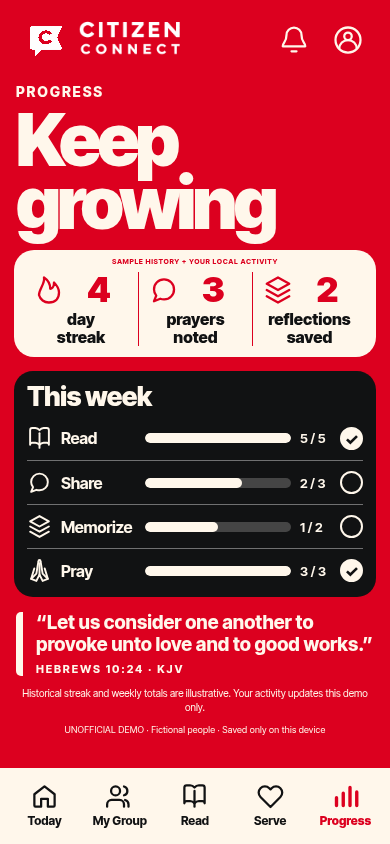 CITIZEN
CONNECT
PROGRESS
Keep
growing
SAMPLE HISTORY + YOUR LOCAL ACTIVITY
4
day
streak
3
prayers
noted
2
reflections
saved
This week
Read 5 / 5
Share 2 / 3
Memorize 1 / 2
Pray 3 / 3
“Let us consider one another to
provoke unto love and to good works.”
HEBREWS 10:24 · KJV
Historical streak and weekly totals are illustrative. Your activity updates this demo
only.
UNOFFICIAL DEMO · Fictional people · Saved only on this device
Today My Group Read Serve Progress